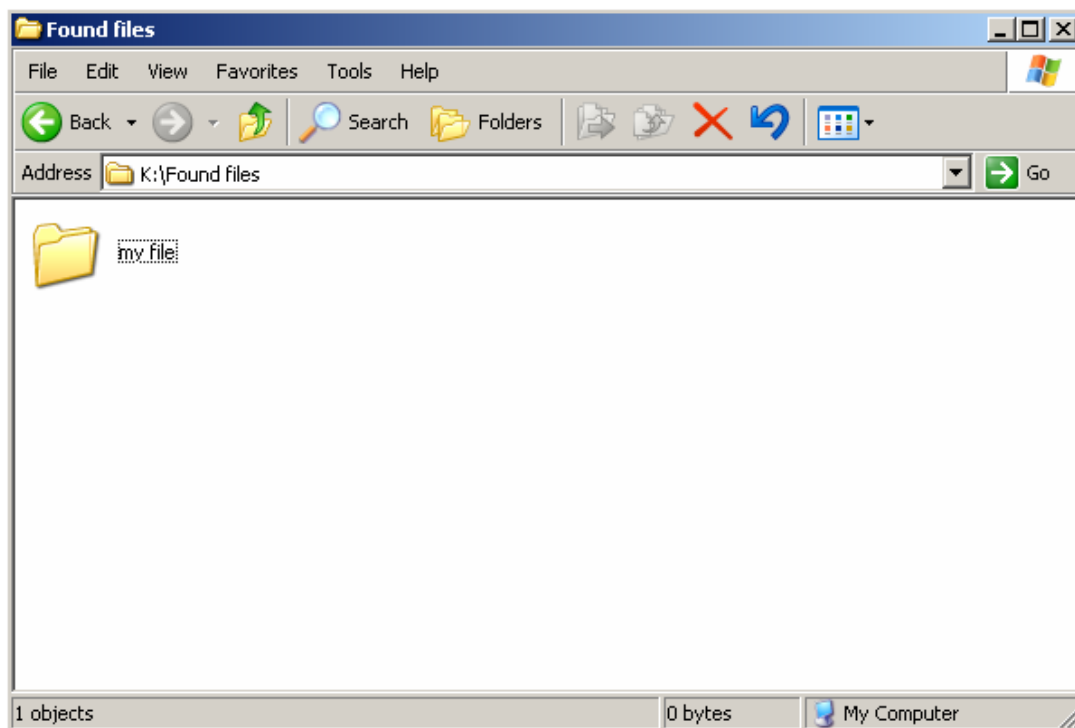 Found files
File Edit View Favorites Tools Help
Back Search Folders
Address K:\Found files Go
my file
1 objects 0 bytes My Computer